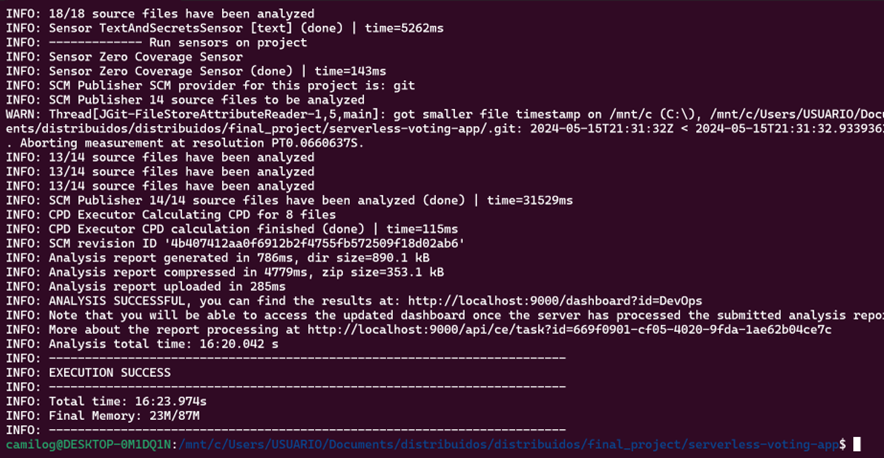 INFO: 18/18 source files have been analyzed
INFO: Sensor TextAndSecretsSensor [text] (done) | time=5262ms
INFO: ------------- Run sensors on project
INFO: Sensor Zero Coverage Sensor
INFO: Sensor Zero Coverage Sensor (done) | time=143ms
INFO: SCM Publisher SCM provider for this project is: git
INFO: SCM Publisher 14 source files to be analyzed
WARN: Thread[JGit-FileStoreAttributeReader-1,5,main]: got smaller file timestamp on /mnt/c (C:\), /mnt/c/Users/USUARIO/Docu
ents/distribuidos/distribuidos/final_project/serverless-voting-app/.git: 2024-05-15T21:31:32Z < 2024-05-15T21:31:32.933936
. Aborting measurement at resolution PT0.0660637S.
INFO: 13/14 source files have been analyzed
INFO: 13/14 source files have been analyzed
INFO: 13/14 source files have been analyzed
INFO: SCM Publisher 14/14 source files have been analyzed (done) | time=31529ms
INFO: CPD Executor Calculating CPD for 8 files
INFO: CPD Executor CPD calculation finished (done) | time=115ms
INFO: SCM revision ID '4b407412aa0f6912b2f4755fb572509f18d02ab6'
INFO: Analysis report generated in 786ms, dir size=890.1 kB
INFO: Analysis report compressed in 4779ms, zip size=353.1 kB
INFO: Analysis report uploaded in 285ms
INFO: ANALYSIS SUCCESSFUL, you can find the results at: http://localhost:9000/dashboard?id=DevOps
INFO: Note that you will be able to access the updated dashboard once the server has processed the submitted analysis repo
INFO: More about the report processing at http://localhost:9000/api/ce/task?id=669f0901-cf05-4020-9fda-1ae62b04ce7c
INFO: Analysis total time: 16:20.042 s
INFO: ------------------------------------------------------------------------
INFO: EXECUTION SUCCESS
INFO: ------------------------------------------------------------------------
INFO: Total time: 16:23.974s
INFO: Final Memory: 23M/87M
INFO: ------------------------------------------------------------------------
camilog@DESKTOP-0M1DQ1N:/mnt/c/Users/USUARIO/Documents/distribuidos/distribuidos/final_project/serverless-voting-app$